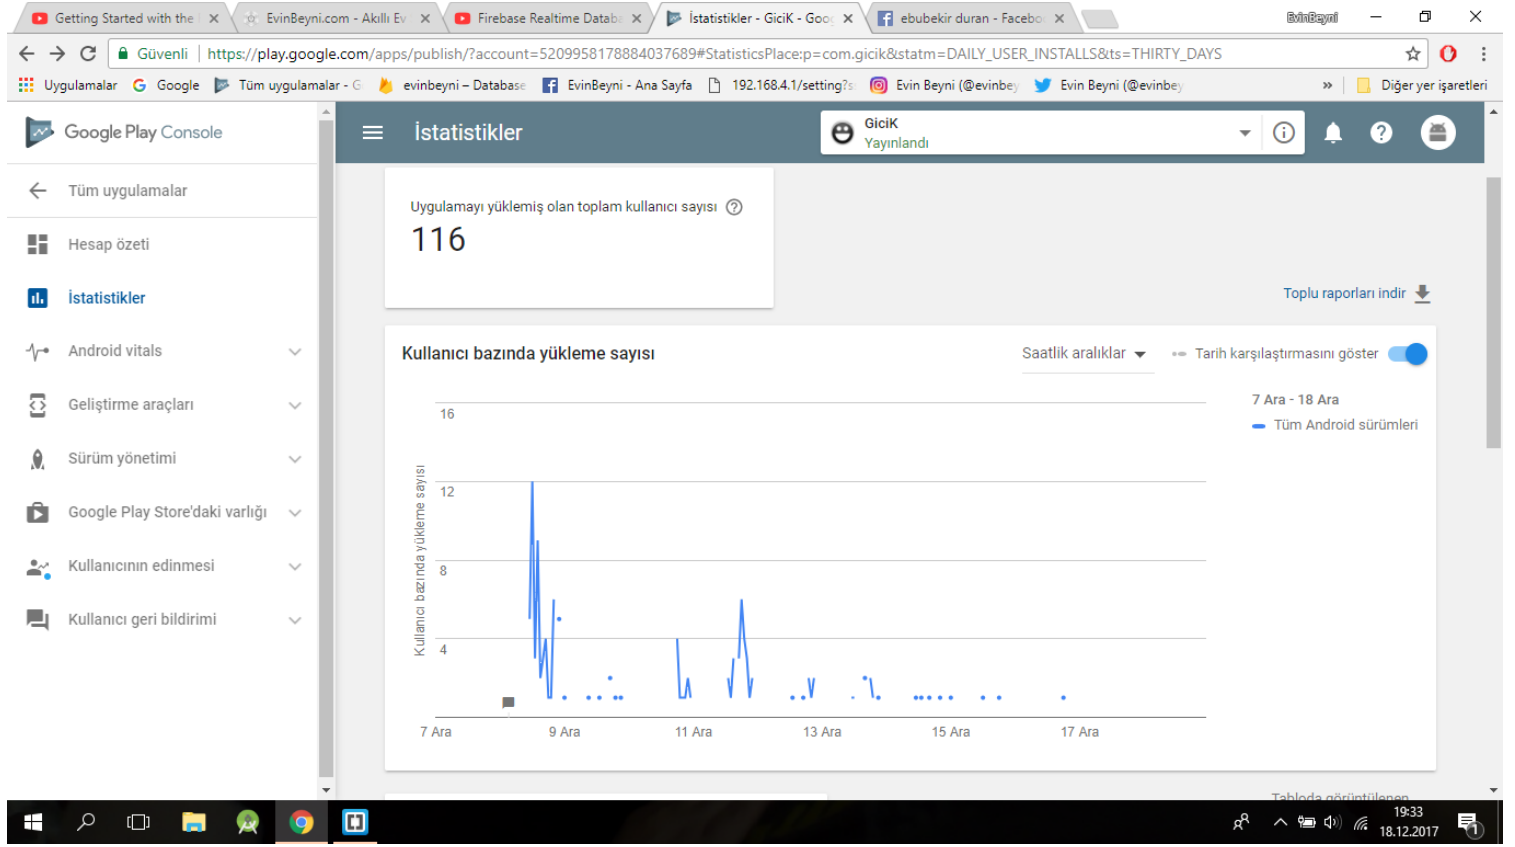 Getting Started with the
EvinBeyni.com - Akıllı Ev
Firebase Realtime Databa
İstatistikler - GiciK - Goog
ebubekir duran - Facebo
EvinBeyni
Güvenli
https://play.google.com/apps/publish/?account=5209958178884037689#StatisticsPlace:p=com.gicik&statm=DAILY_USER_INSTALLS&ts=THIRTY_DAYS
Uygulamalar
Google
Tüm uygulamalar - G
evinbeyni – Database
EvinBeyni - Ana Sayfa
192.168.4.1/setting?s
Evin Beyni (@evinbey
Evin Beyni (@evinbey
»
Diğer yer işaretleri
Google Play Console
İstatistikler
GiciK
Yayınlandı
Tüm uygulamalar
Hesap özeti
İstatistikler
Android vitals
Geliştirme araçları
Sürüm yönetimi
Google Play Store'daki varlığı
Kullanıcının edinmesi
Kullanıcı geri bildirimi
Uygulamayı yüklemiş olan toplam kullanıcı sayısı
116
Toplu raporları indir
Kullanıcı bazında yükleme sayısı
Saatlik aralıklar
Tarih karşılaştırmasını göster
7 Ara - 18 Ara
Tüm Android sürümleri
Kullanıcı bazında yükleme sayısı
16
12
8
4
7 Ara
9 Ara
11 Ara
13 Ara
15 Ara
17 Ara
Tabloda görüntülenen
19:33
18.12.2017
1